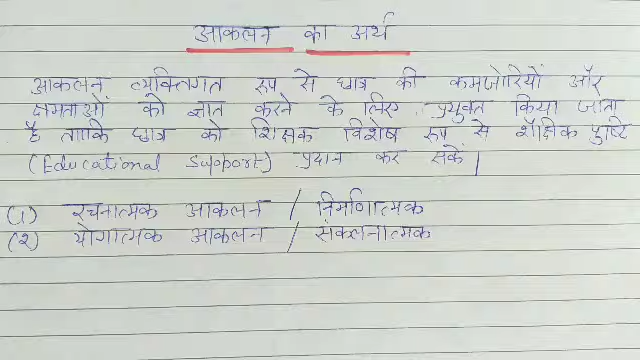 आकलन का अर्थ
आकलन व्यक्तिगत रूप से छात्र की कमजोरियों और
क्षमताओं को ज्ञात करने के लिए प्रयुक्त किया जाता
है ताकि छात्र को शिक्षक विशेष रूप से शैक्षिक पुष्टि
(Educational Support) प्रदान कर सकें|
(1) रचनात्मक आकलन / निर्माणात्मक
(२) योगात्मक आकलन / संकलनात्मक